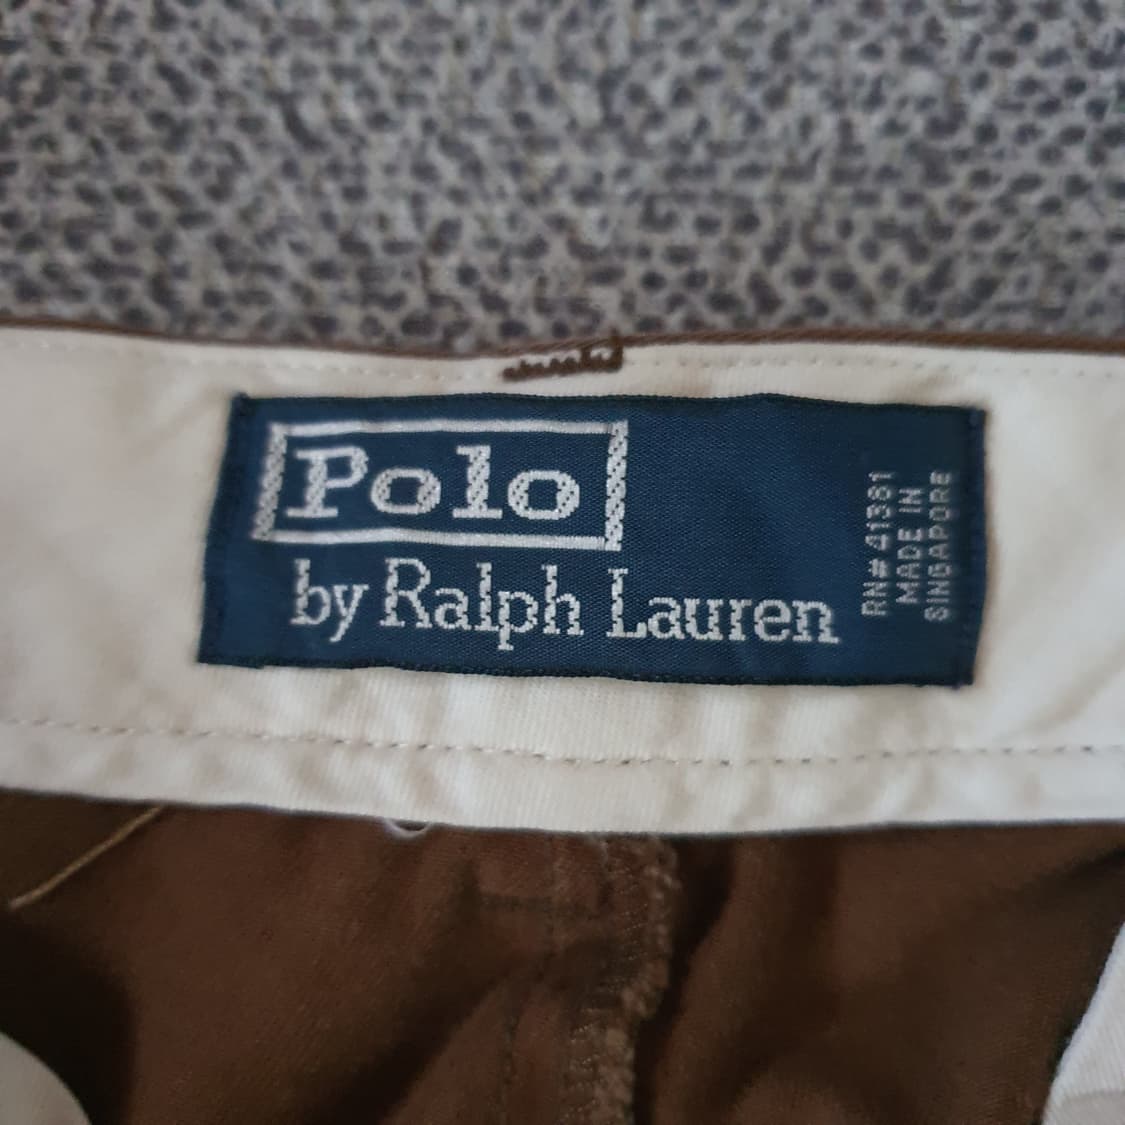 Polo
by Ralph Lauren
RN# 41381
MADE IN
SINGAPORE